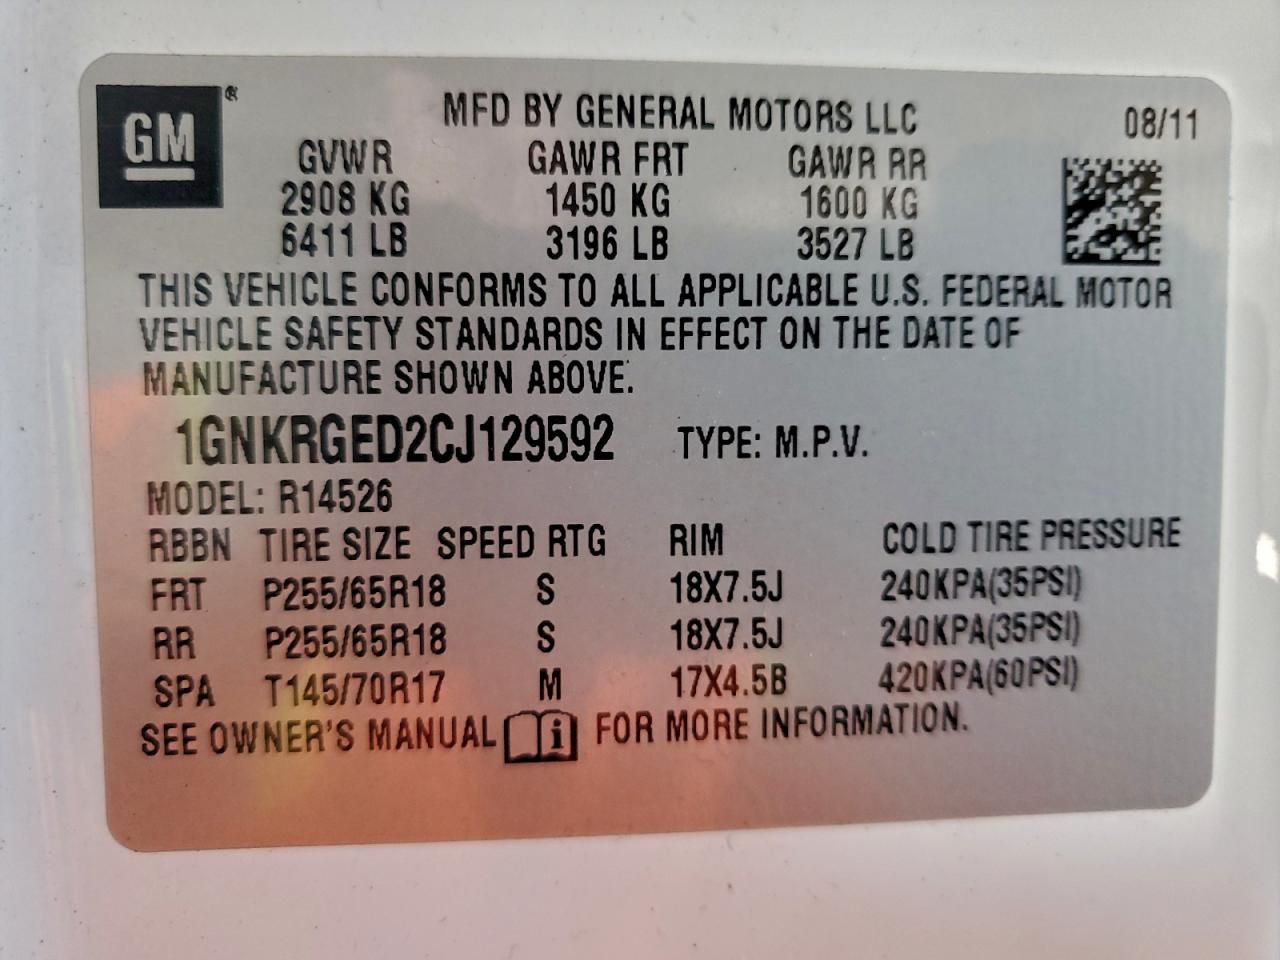 GM®
MFD BY GENERAL MOTORS LLC 08/11
GVWR GAWR FRT GAWR RR
2908 KG 1450 KG 1600 KG
6411 LB 3196 LB 3527 LB
THIS VEHICLE CONFORMS TO ALL APPLICABLE U.S. FEDERAL MOTOR
VEHICLE SAFETY STANDARDS IN EFFECT ON THE DATE OF
MANUFACTURE SHOWN ABOVE.
1GNKRGED2CJ129592 TYPE: M.P.V.
MODEL: R14526
RBBN TIRE SIZE SPEED RTG RIM COLD TIRE PRESSURE
FRT P255/65R18 S 18X7.5J 240KPA(35PSI)
RR P255/65R18 S 18X7.5J 240KPA(35PSI)
SPA T145/70R17 M 17X4.5B 420KPA(60PSI)
SEE OWNER'S MANUAL i FOR MORE INFORMATION.